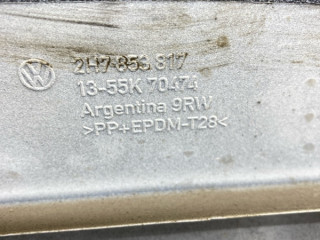 2H7 853 817
13-55K 70474
Argentina 9RW
>PP+EPDM-T28<